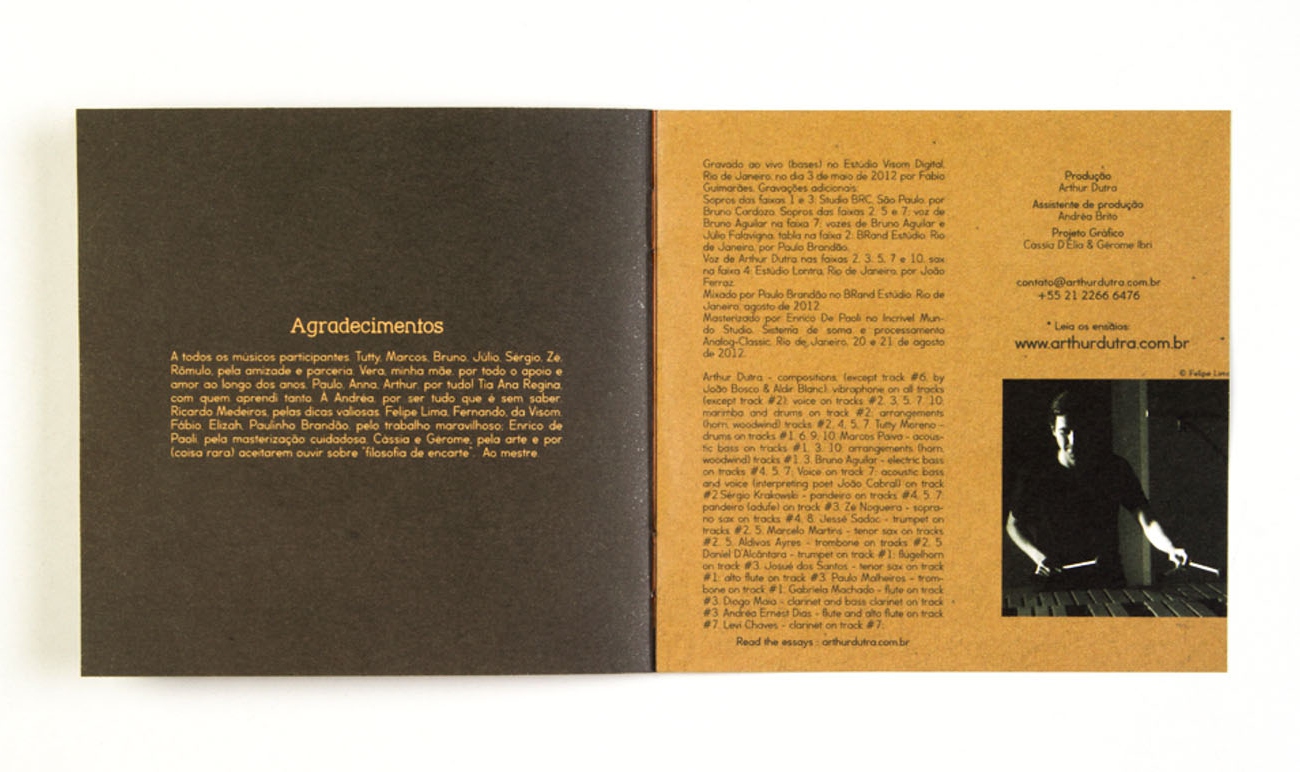 Agradecimentos
A todos os músicos participantes. Tutty, Marcos, Bruno, Júlio, Sérgio, Zé,
Rômulo, pela amizade e parceria. Vera, minha mãe, por todo o apoio e
amor ao longo dos anos. Paulo, Anna, Arthur, por tudo! Tia Ana Regina,
com quem aprendi tanto. À Andréa, por ser tudo que é sem saber.
Ricardo Medeiros, pelas dicas valiosas. Felipe Lima, Fernando, da Visom.
Fábio, Elizah, Paulinho Brandão, pelo trabalho maravilhoso; Enrico de
Paoli, pela masterização cuidadosa. Cássia e Gérome, pela arte e por
(coisa rara) aceitarem ouvir sobre "filosofia de encarte". Ao mestre.
Gravado ao vivo (bases) no Estúdio Visom Digital,
Rio de Janeiro, no dia 3 de maio de 2012 por Fábio
Guimarães. Gravações adicionais:
Sopros das faixas 1 e 3: Studio BRC, São Paulo, por
Bruno Cardozo. Sopros das faixas 2, 5 e 7; voz de
Bruno Aguilar na faixa 7; vozes de Bruno Aguilar e
Júlio Falavigna, tabla na faixa 2: BRand Estúdio, Rio
de Janeiro, por Paulo Brandão.
Voz de Arthur Dutra nas faixas 2, 3, 5, 7 e 10, sax
na faixa 4: Estúdio Lontra, Rio de Janeiro, por João
Ferraz.
Mixado por Paulo Brandão no BRand Estúdio, Rio de
Janeiro, agosto de 2012
Masterizado por Enrico De Paoli no Incrível Mun-
do Studio. Sistema de soma e processamento
Analog-Classic. Rio de Janeiro, 20 e 21 de agosto
de 2012.
Arthur Dutra - compositions, (except track #6, by
João Bosco & Aldir Blanc), vibraphone on all tracks
(except track #2), voice on tracks #2, 3, 5, 7, 10;
marimba and drums on track #2, arrangements
(horn, woodwind) tracks #2, 4, 5, 7. Tutty Moreno -
drums on tracks #1, 6, 9, 10. Marcos Paiva - acous-
tic bass on tracks #1, 3, 10; arrangements (horn,
woodwind) tracks #1, 3. Bruno Aguilar - electric bass
on tracks #4, 5, 7; Voice on track 7; acoustic bass
and voice (interpreting poet João Cabral) on track
#2.Sérgio Krakowski - pandeiro on tracks #4, 5, 7;
pandeiro (adufe) on track #3. Zé Nogueira - sopra-
no sax on tracks #4, 8. Jessé Sadoc - trumpet on
tracks #2, 5. Marcelo Martins - tenor sax on tracks
#2, 5. Aldivas Ayres - trombone on tracks #2, 5.
Daniel D'Alcântara - trumpet on track #1; flugelhorn
on track #3. Josué dos Santos - tenor sax on track
#1; alto flute on track #3. Paulo Malheiros - trom-
bone on track #1. Gabriela Machado - flute on track
#3. Diogo Maia - clarinet and bass clarinet on track
#3. Andréa Ernest Dias - flute and alto flute on track
#7. Levi Chaves - clarinet on track #7;
Read the essays : arthurdutra.com.br
Produção
Arthur Dutra
Assistente de produção
Andréa Brito
Projeto Gráfico
Cássia D'Elia & Gérome Ibri
contato@arthurdutra.com.br
+55 21 2266 6476
* Leia os ensaios:
www.arthurdutra.com.br
© Felipe Lima